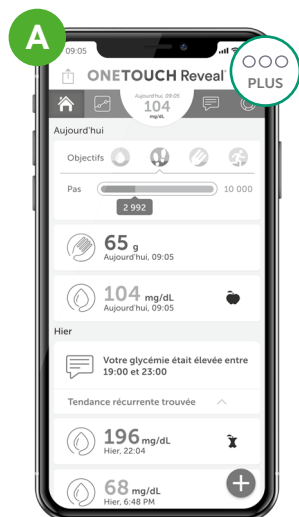 A
09:05
PLUS
ONETOUCH Reveal
Aujourd'hui, 09:05
104
mg/dL
Aujourd'hui
Objectifs
Pas
10 000
2 992
65 g
Aujourd'hui, 09:05
104 mg/dL
Aujourd'hui, 09:05
Hier
Votre glycémie était élevée entre
19:00 et 23:00
Tendance récurrente trouvée
196 mg/dL
Hier, 22:04
68 mg/dL
Hier, 6:48 PM